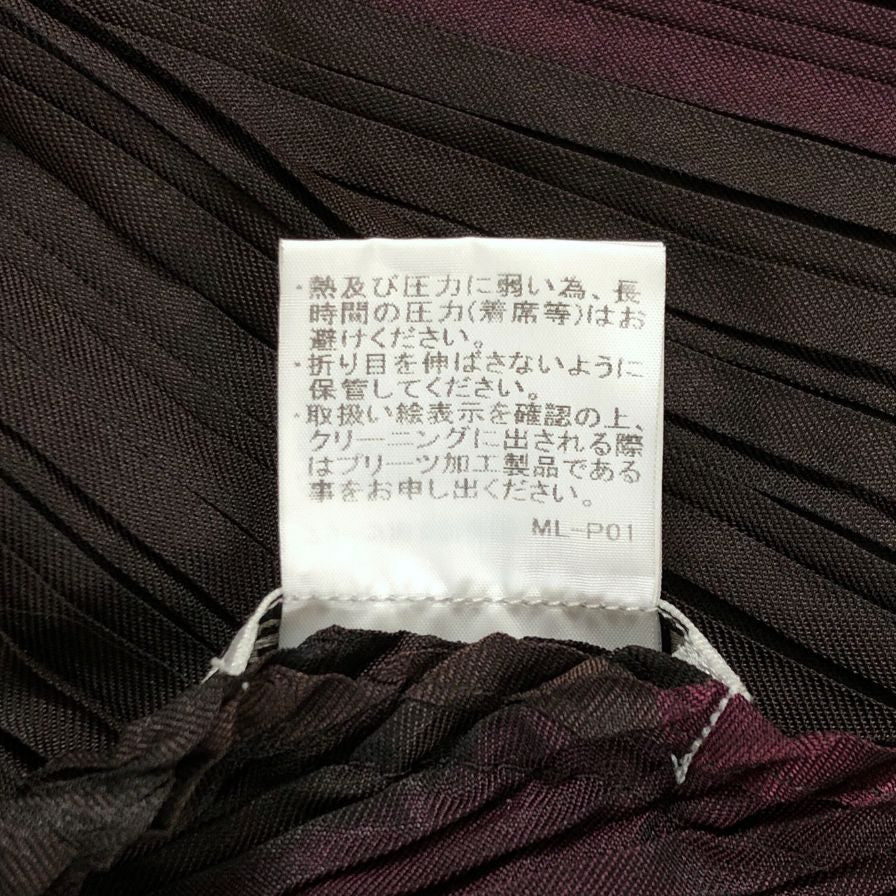 ・熱及び圧力に弱い為、長
時間の圧力(着席等)はお
避けください。
・折り目を伸ばさないように
保管してください。
・取扱い絵表示を確認の上、
クリーニングに出される際
はプリーツ加工製品である
事をお申し出ください。
ML-P01